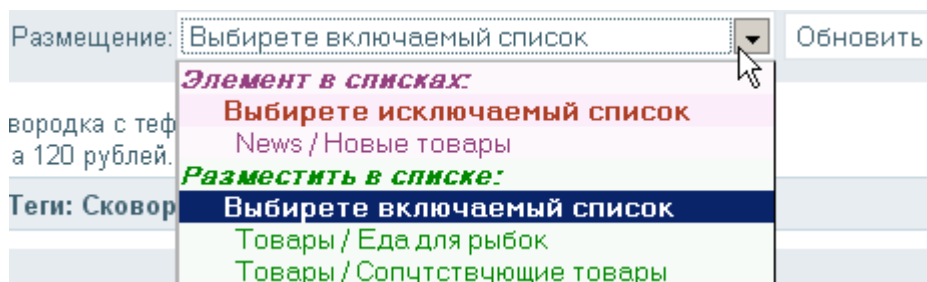 Размещение: Выбирете включаемый список Обновить
Элемент в списках:
Выбирете исключаемый список
News / Новые товары
вородка с теф
а 120 рублей.
Разместить в списке:
Теги: Сковор
Выбирете включаемый список
Товары / Еда для рыбок
Товары / Сопутствующие товары